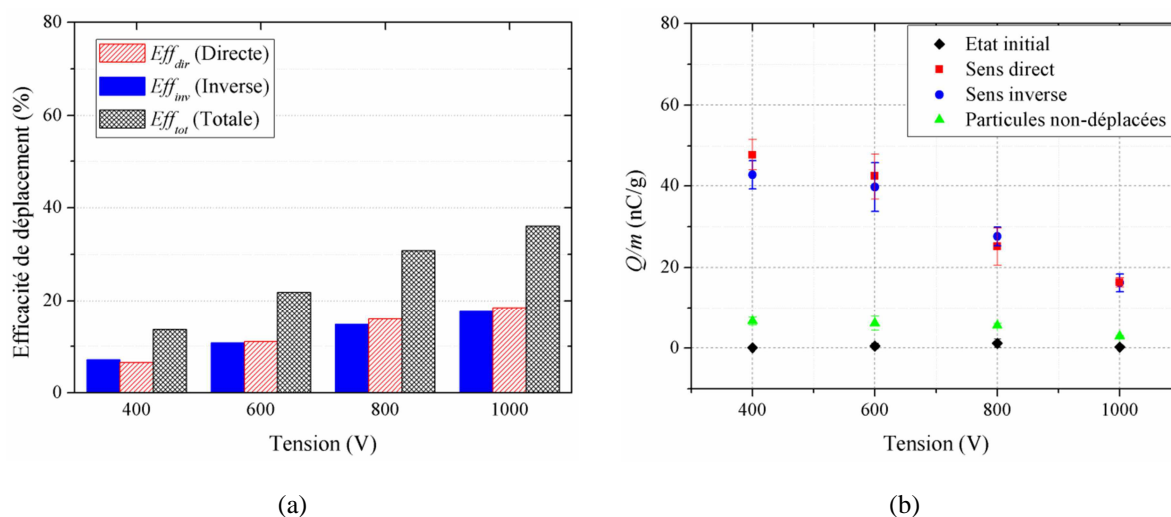 80
60
40
20
0
Efficacité de déplacement (%)
Eff_dir (Directe)
Eff_inv (Inverse)
Eff_tot (Totale)
400 600 800 1000
Tension (V)
(a)
80
60
40
20
0
Q/m (nC/g)
Etat initial
Sens direct
Sens inverse
Particules non-déplacées
400 600 800 1000
Tension (V)
(b)